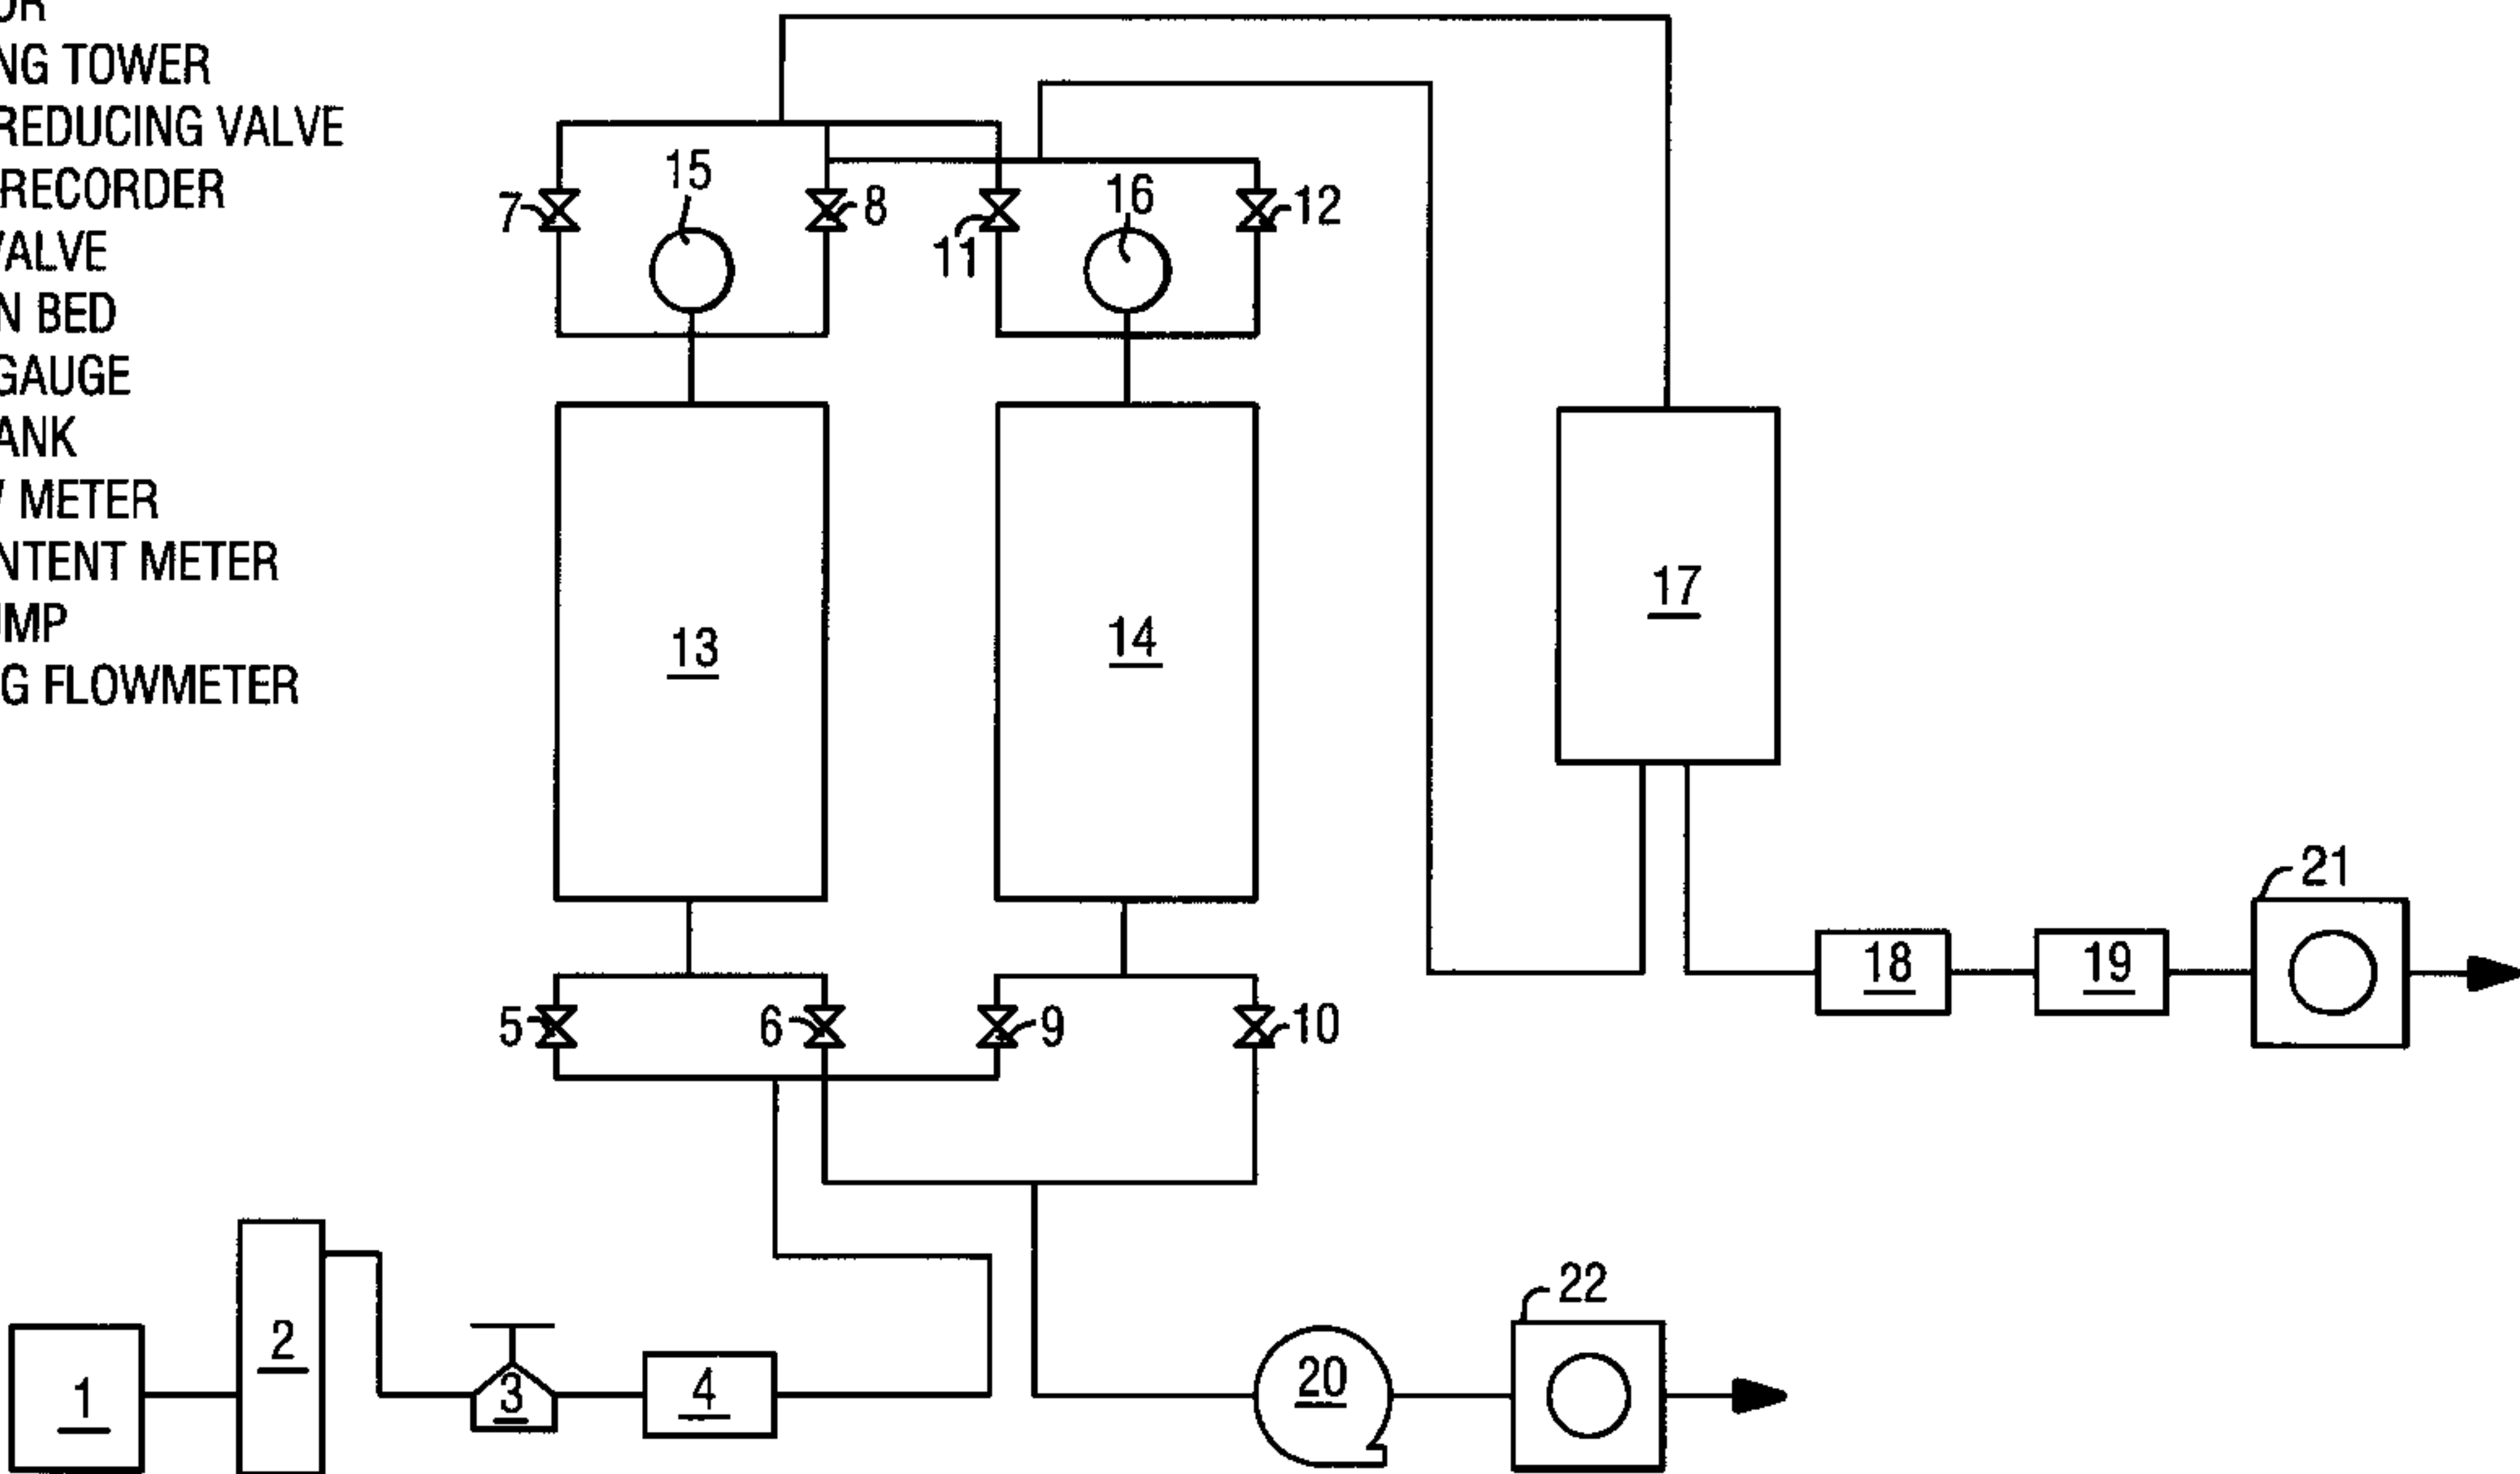 NG TOWER
REDUCING VALVE
RECORDER
VALVE
N BED
GAUGE
ANK
METER
NTENT METER
UMP
G FLOWMETER
15
16
7
8
11
12
13
14
17
21
18
19
5
6
9
10
22
1
2
3
4
20